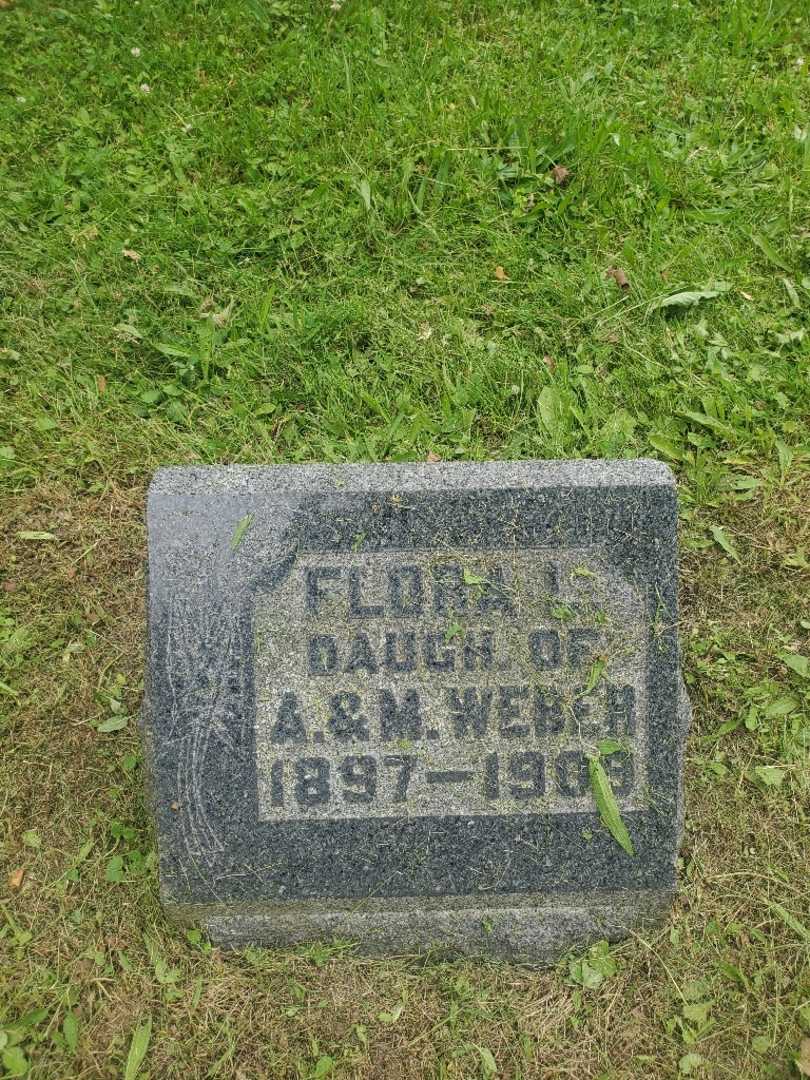 FLORA L.
DAUGH. OF
A. & M. WEBER
1897—1909